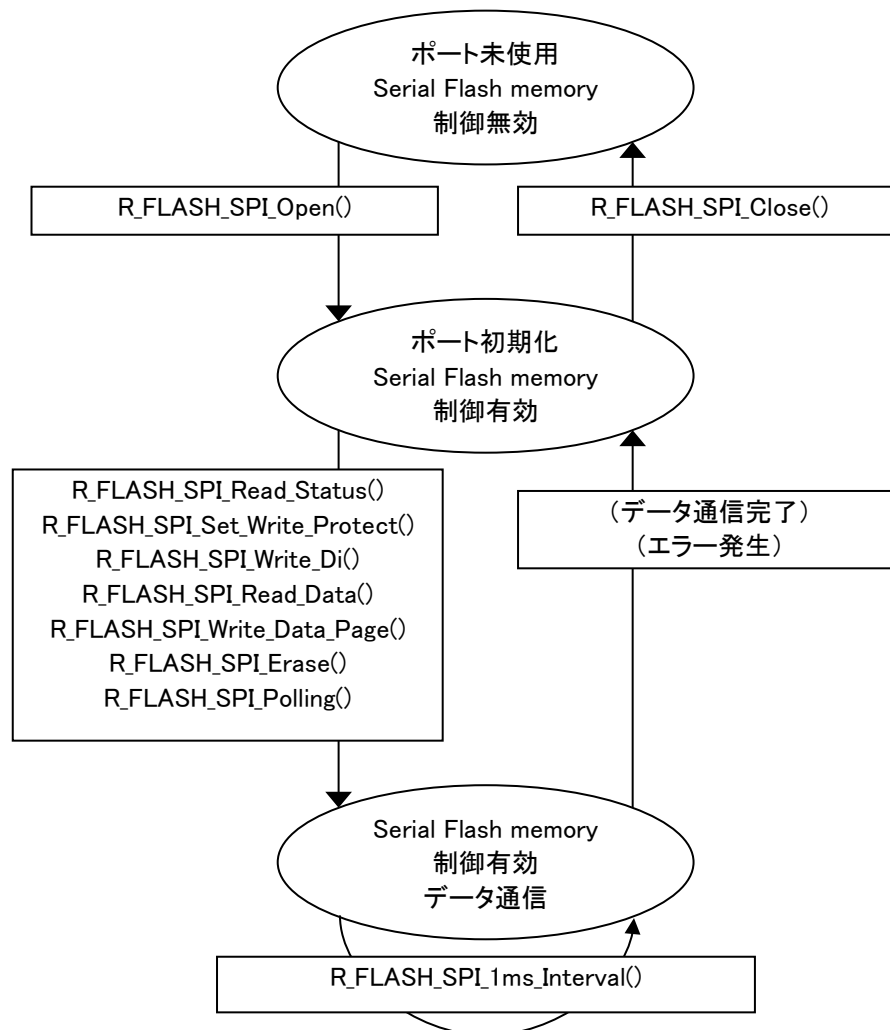 ポート未使用
Serial Flash memory
制御無効
R_FLASH_SPI_Open()
R_FLASH_SPI_Close()
ポート初期化
Serial Flash memory
制御有効
R_FLASH_SPI_Read_Status()
R_FLASH_SPI_Set_Write_Protect()
R_FLASH_SPI_Write_Di()
R_FLASH_SPI_Read_Data()
R_FLASH_SPI_Write_Data_Page()
R_FLASH_SPI_Erase()
R_FLASH_SPI_Polling()
(データ通信完了)
(エラー発生)
Serial Flash memory
制御有効
データ通信
R_FLASH_SPI_1ms_Interval()